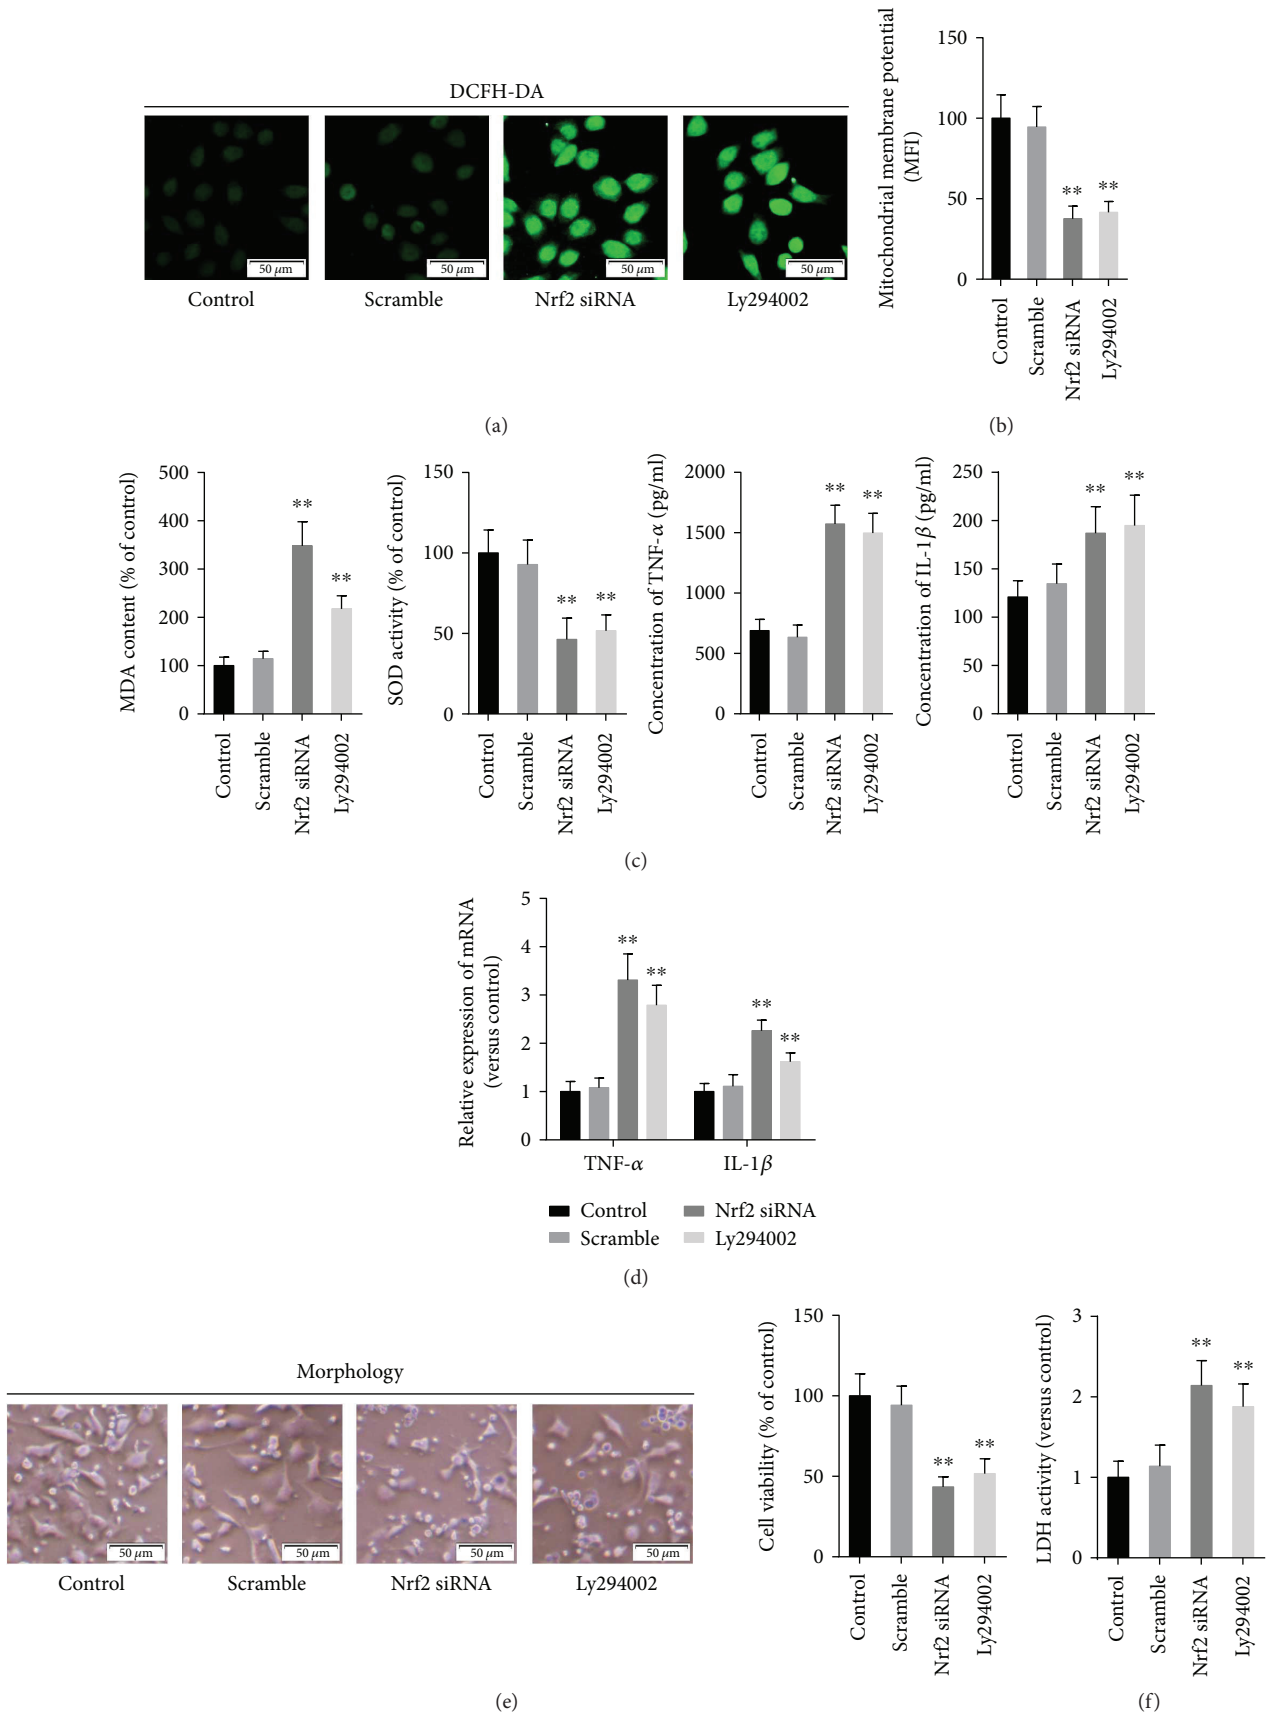 DCFH-DA
50 μm
50 μm
50 μm
50 μm
Control
Scramble
Nrf2 siRNA
Ly294002
(a)
Mitochondrial membrane potential
(MFI)
150
100
50
0
**
**
Control
Scramble
Nrf2 siRNA
Ly294002
(b)
MDA content (% of control)
500
400
300
200
100
0
**
**
Control
Scramble
Nrf2 siRNA
Ly294002
SOD activity (% of control)
150
100
50
0
**
**
Control
Scramble
Nrf2 siRNA
Ly294002
Concentration of TNF-α (pg/ml)
2000
1500
1000
500
0
**
**
Control
Scramble
Nrf2 siRNA
Ly294002
Concentration of IL-1β (pg/ml)
250
200
150
100
50
0
**
**
Control
Scramble
Nrf2 siRNA
Ly294002
(c)
Relative expression of mRNA
(versus control)
5
4
3
2
1
0
**
**
**
**
TNF-α
IL-1β
Control
Nrf2 siRNA
Scramble
Ly294002
(d)
Morphology
50 μm
50 μm
50 μm
50 μm
Control
Scramble
Nrf2 siRNA
Ly294002
Cell viability (% of control)
150
100
50
0
**
**
Control
Scramble
Nrf2 siRNA
Ly294002
(e)
LDH activity (versus control)
3
2
1
0
**
**
Control
Scramble
Nrf2 siRNA
Ly294002
(f)